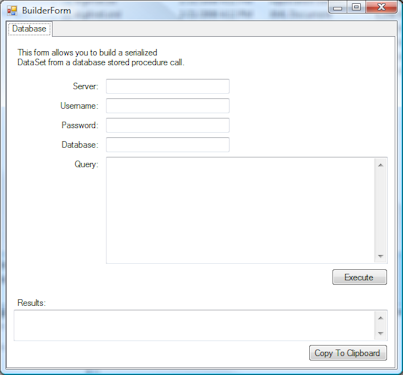 BuilderForm
Database
This form allows you to build a serialized
DataSet from a database stored procedure call.
Server:
Username:
Password:
Database:
Query:
Execute
Results:
Copy To Clipboard